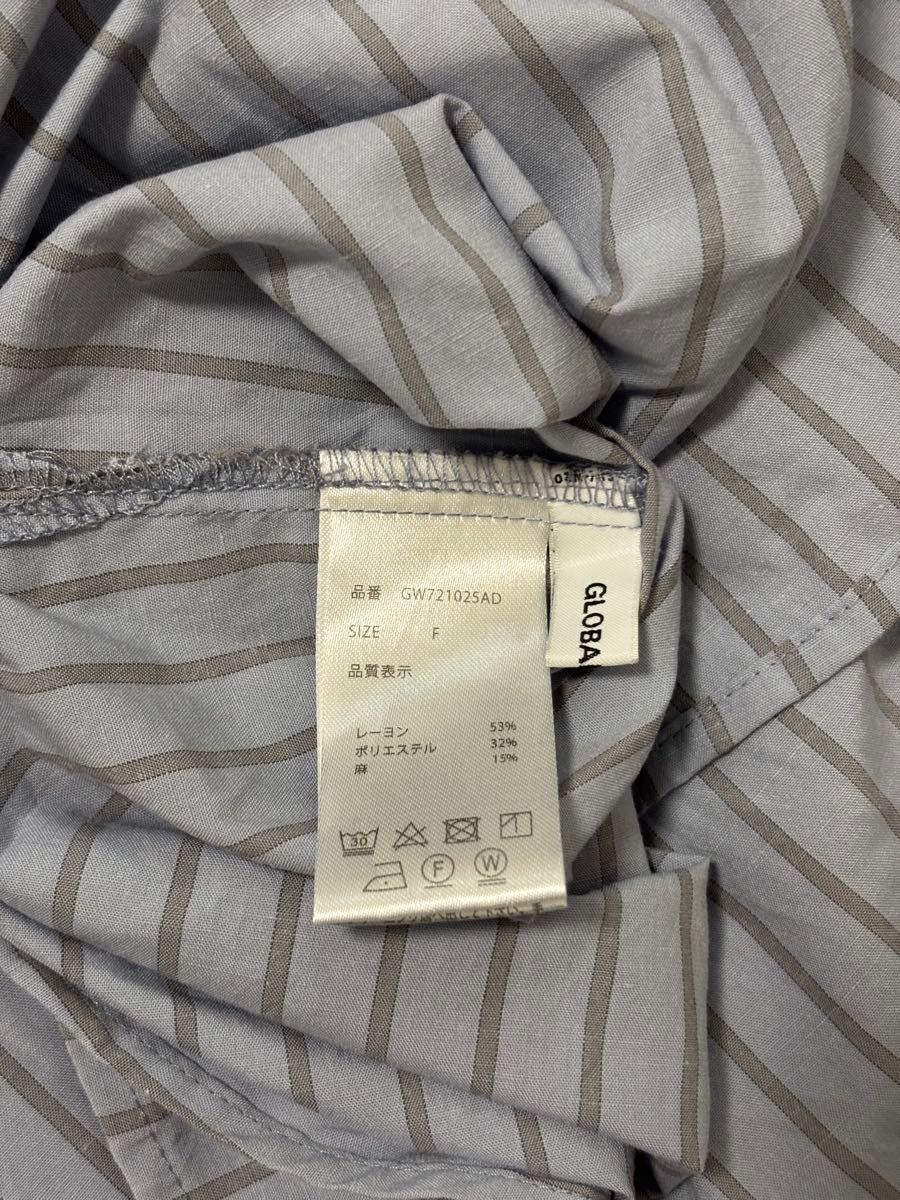 品番 GW721025AD
SIZE F
品質表示
レーヨン 53%
ポリエステル 32%
麻 15%
30
F W
GLOBA